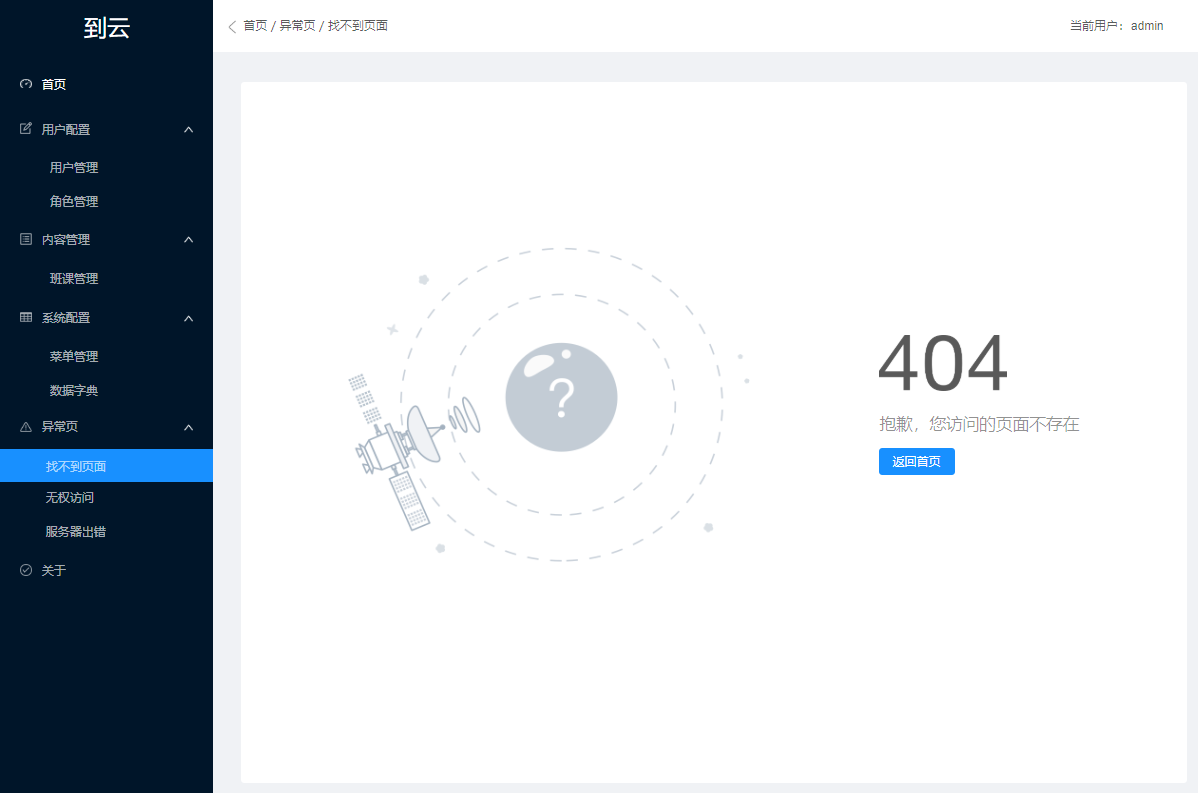 到云
首页
用户配置
用户管理
角色管理
内容管理
班课管理
系统配置
菜单管理
数据字典
异常页
找不到页面
无权访问
服务器出错
关于
首页 / 异常页 / 找不到页面
当前用户：admin
?
404
抱歉，您访问的页面不存在
返回首页